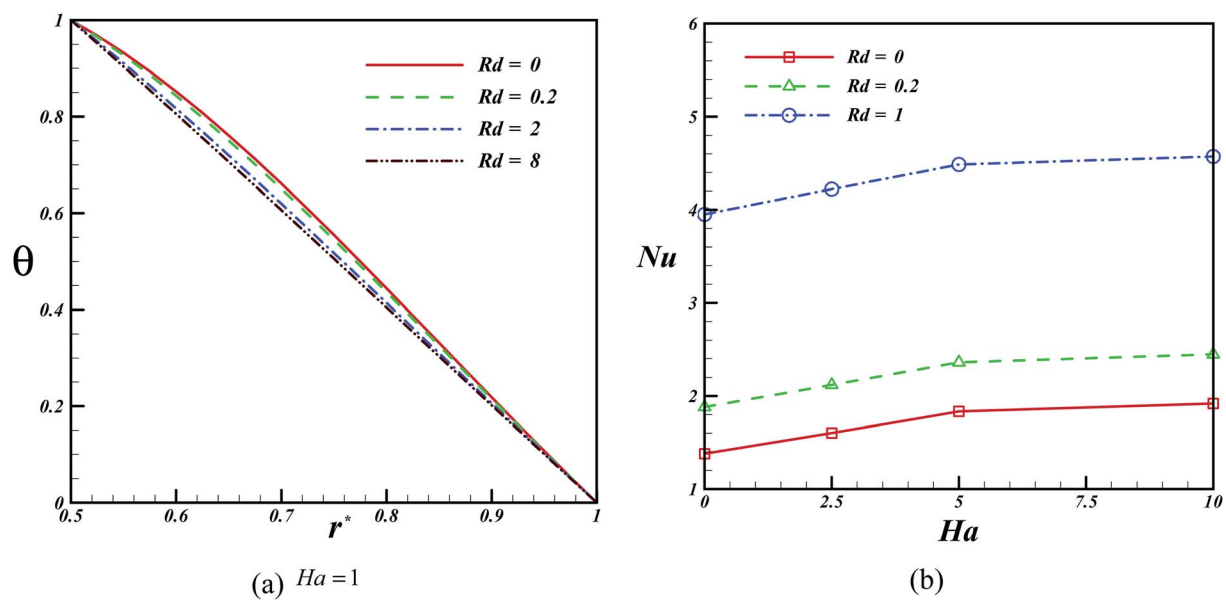 1
0.8
0.6
0.4
0.2
0
θ
0.5
0.6
0.7
0.8
0.9
1
r*
Rd = 0
Rd = 0.2
Rd = 2
Rd = 8
(a) Ha = 1
6
5
4
3
2
1
Nu
0
2.5
5
7.5
10
Ha
Rd = 0
Rd = 0.2
Rd = 1
(b)